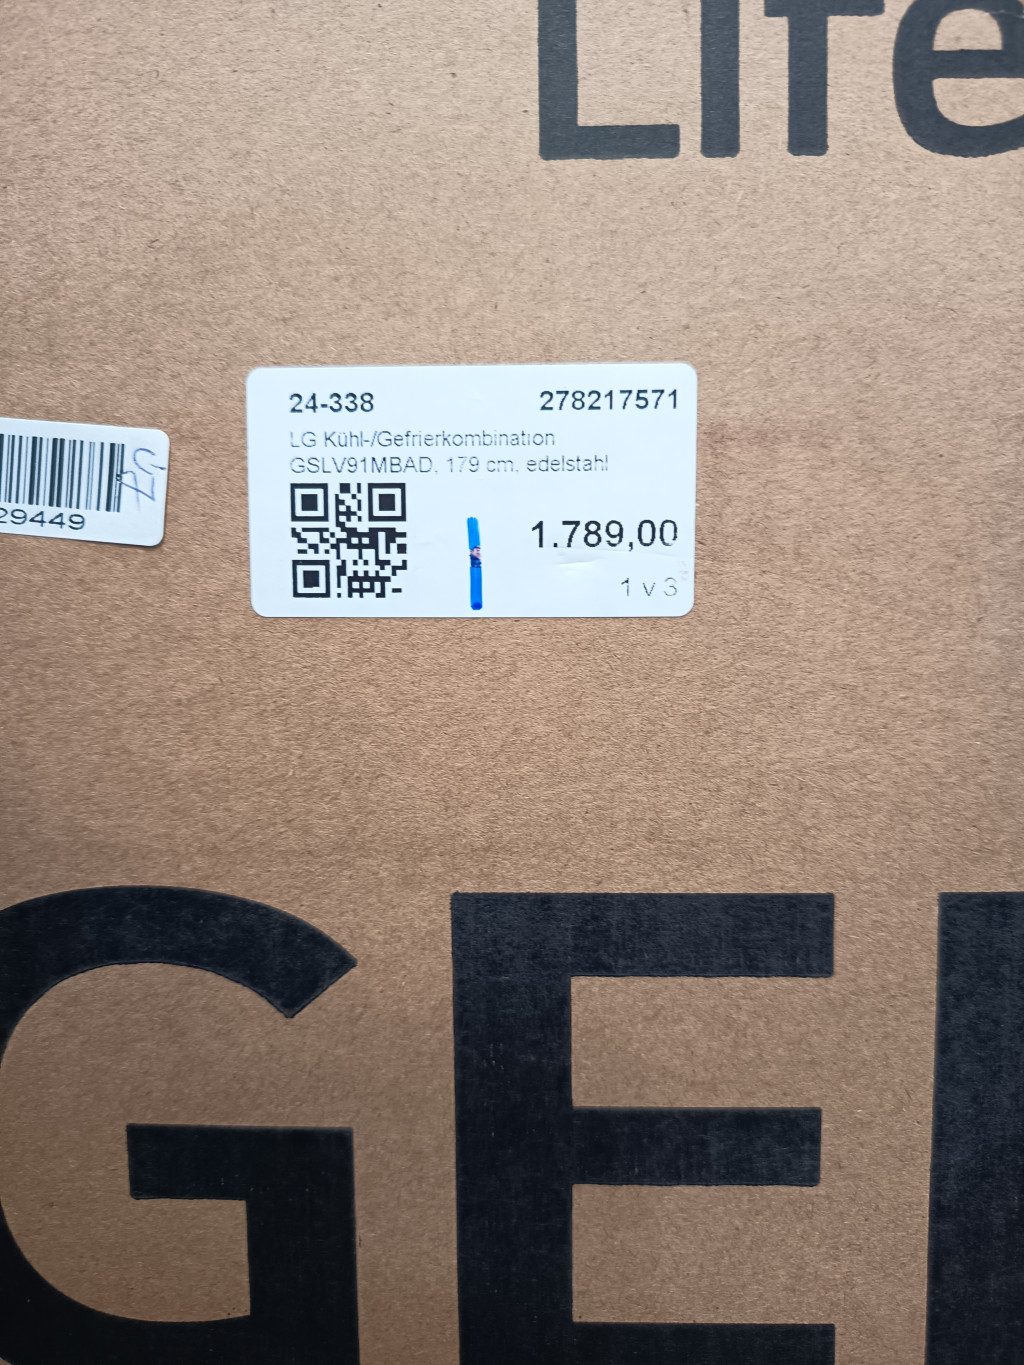 Life
24-338 278217571
LG Kühl-/Gefrierkombination
GSLV91MBAD, 179 cm, edelstahl
1.789,00
1 v 3
29449
GE